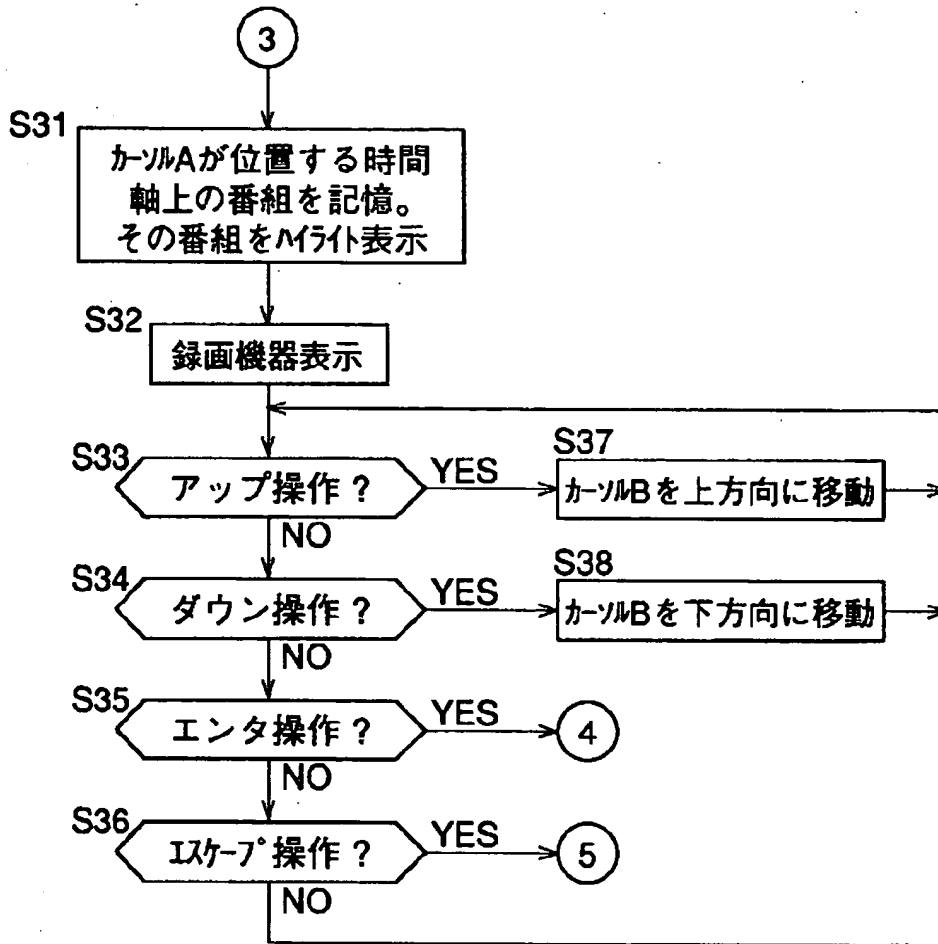 3
S31
カーソルAが位置する時間
軸上の番組を記憶。
その番組をハイライト表示
S32
録画機器表示
S33
アップ操作?
YES
S37
カーソルBを上方向に移動
NO
S34
ダウン操作?
YES
S38
カーソルBを下方向に移動
NO
S35
エンタ操作?
YES
4
NO
S36
エスケープ操作?
YES
5
NO